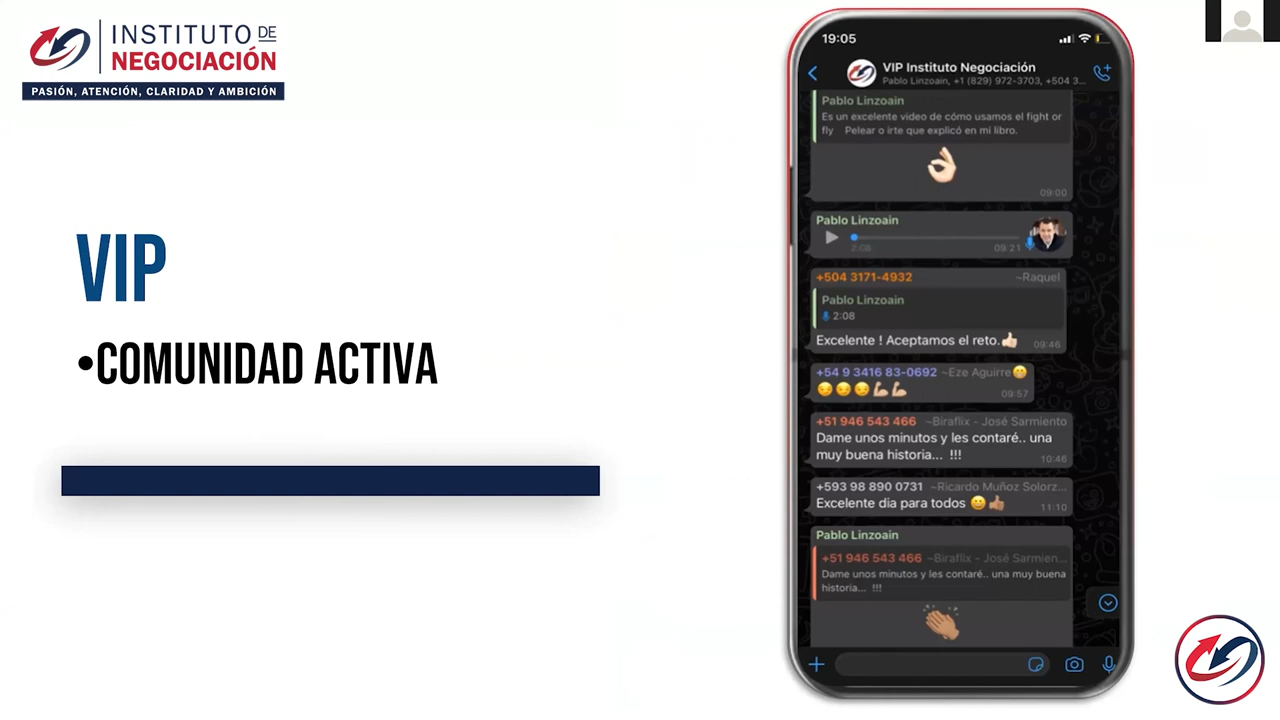 INSTITUTO DE
NEGOCIACIÓN
PASIÓN, ATENCIÓN, CLARIDAD Y AMBICIÓN
VIP
•COMUNIDAD ACTIVA
19:05
VIP Instituto Negociación
Pablo Linzoain, +1 (829) 972-3703, +504 3...
Pablo Linzoain
Es un excelente video de cómo usamos el fight or
fly Pelear o irte que explicó en mi libro.
👌🏻
09:00
Pablo Linzoain
2:08 09:21
+504 3171-4932 ~Raquel
Pablo Linzoain
2:08
Excelente ! Aceptamos el reto.👍🏻 09:46
+54 9 3416 83-0692 ~Eze Aguirre😁
😏😏😏💪🏼💪🏼 09:57
+51 946 543 466 ~Biraflix - José Sarmiento
Dame unos minutos y les contaré.. una
muy buena historia... !!! 10:46
+593 98 890 0731 ~Ricardo Muñoz Solorz...
Excelente dia para todos 😀👍🏽 11:10
Pablo Linzoain
+51 946 543 466 ~Biraflix - José Sarmien...
Dame unos minutos y les contaré.. una muy buena
historia... !!!
👏🏽